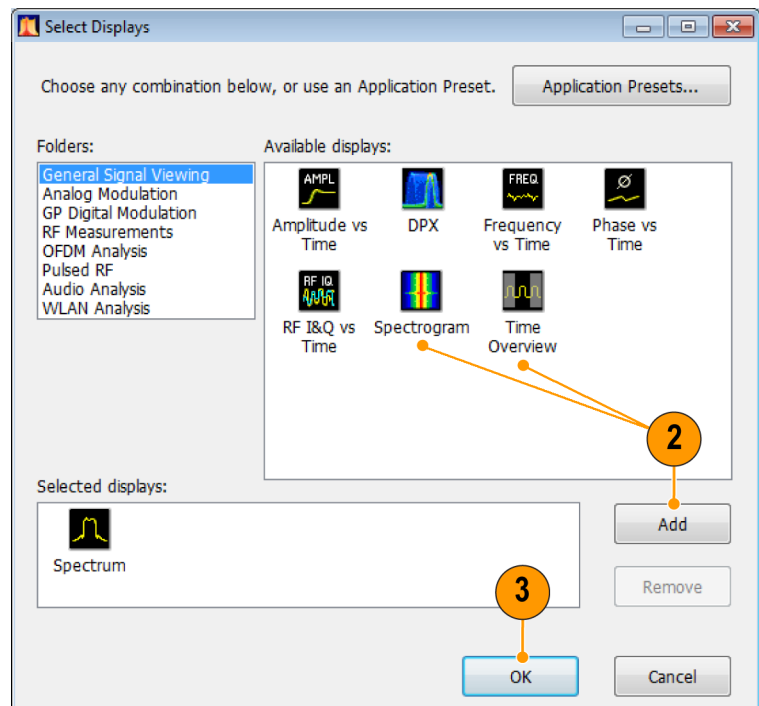 Select Displays
Choose any combination below, or use an Application Preset.
Application Presets...
Folders:
General Signal Viewing
Analog Modulation
GP Digital Modulation
RF Measurements
OFDM Analysis
Pulsed RF
Audio Analysis
WLAN Analysis
Available displays:
AMPL
Amplitude vs
Time
DPX
FREQ
Frequency
vs Time
Ø
Phase vs
Time
RF IQ
RF I&Q vs
Time
Spectrogram
Time
Overview
2
Selected displays:
Spectrum
Add
Remove
3
OK
Cancel